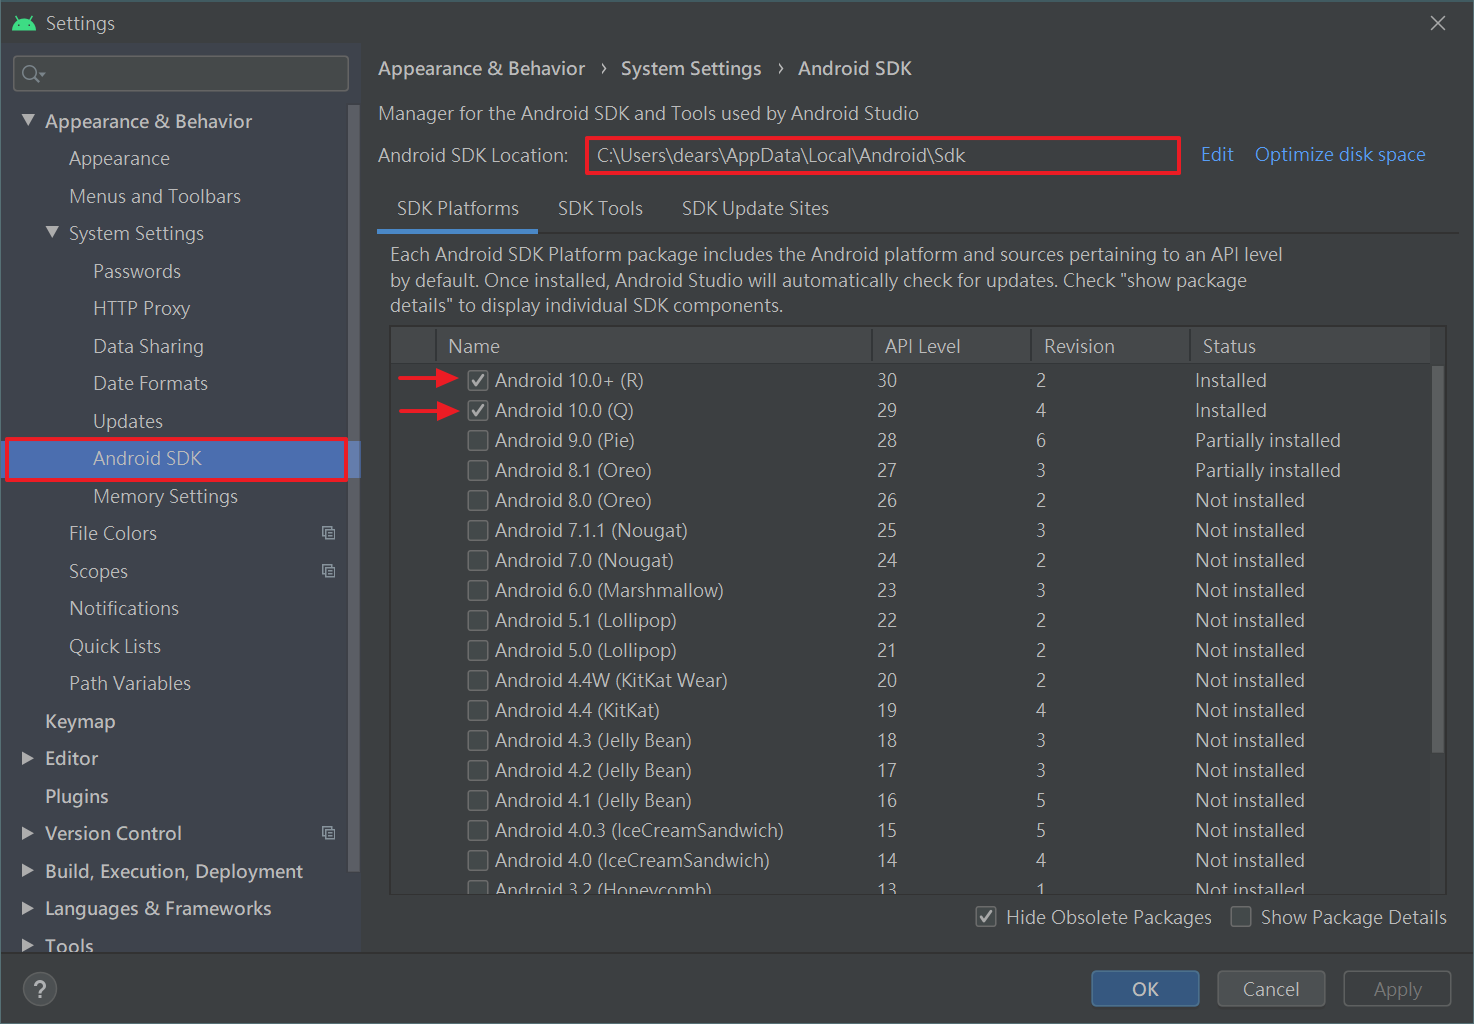 Settings
Appearance & Behavior
Appearance
Menus and Toolbars
System Settings
Passwords
HTTP Proxy
Data Sharing
Date Formats
Updates
Android SDK
Memory Settings
File Colors
Scopes
Notifications
Quick Lists
Path Variables
Keymap
Editor
Plugins
Version Control
Build, Execution, Deployment
Languages & Frameworks
Tools
Appearance & Behavior › System Settings › Android SDK
Manager for the Android SDK and Tools used by Android Studio
Android SDK Location: C:\Users\dears\AppData\Local\Android\Sdk Edit Optimize disk space
SDK Platforms SDK Tools SDK Update Sites
Each Android SDK Platform package includes the Android platform and sources pertaining to an API level
by default. Once installed, Android Studio will automatically check for updates. Check "show package
details" to display individual SDK components.
Name API Level Revision Status
Android 10.0+ (R) 30 2 Installed
Android 10.0 (Q) 29 4 Installed
Android 9.0 (Pie) 28 6 Partially installed
Android 8.1 (Oreo) 27 3 Partially installed
Android 8.0 (Oreo) 26 2 Not installed
Android 7.1.1 (Nougat) 25 3 Not installed
Android 7.0 (Nougat) 24 2 Not installed
Android 6.0 (Marshmallow) 23 3 Not installed
Android 5.1 (Lollipop) 22 2 Not installed
Android 5.0 (Lollipop) 21 2 Not installed
Android 4.4W (KitKat Wear) 20 2 Not installed
Android 4.4 (KitKat) 19 4 Not installed
Android 4.3 (Jelly Bean) 18 3 Not installed
Android 4.2 (Jelly Bean) 17 3 Not installed
Android 4.1 (Jelly Bean) 16 5 Not installed
Android 4.0.3 (IceCreamSandwich) 15 5 Not installed
Android 4.0 (IceCreamSandwich) 14 4 Not installed
Android 3.2 (Honeycomb) 13 1 Not installed
Hide Obsolete Packages Show Package Details
? OK Cancel Apply